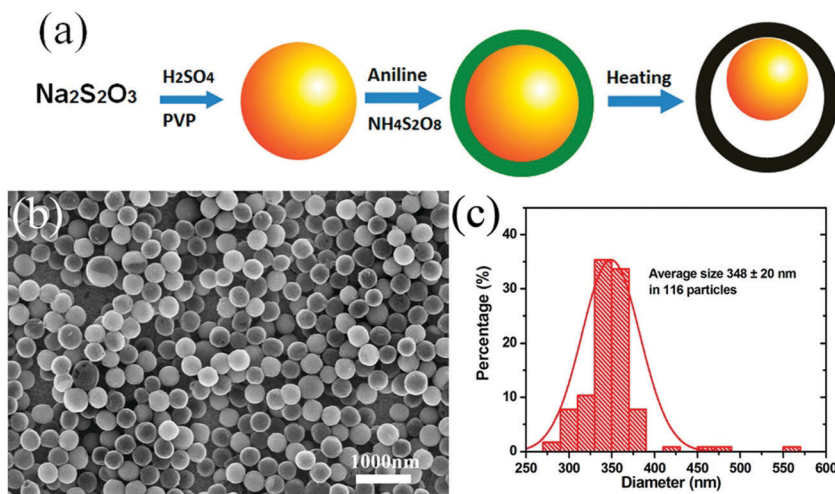 (a)
Na2S2O3
H2SO4
PVP
Aniline
NH4S2O8
Heating
(b)
1000nm
(c)
Percentage (%)
40
30
20
10
0
Average size 348 ± 20 nm
in 116 particles
250 300 350 400 450 500 550 600
Diameter (nm)